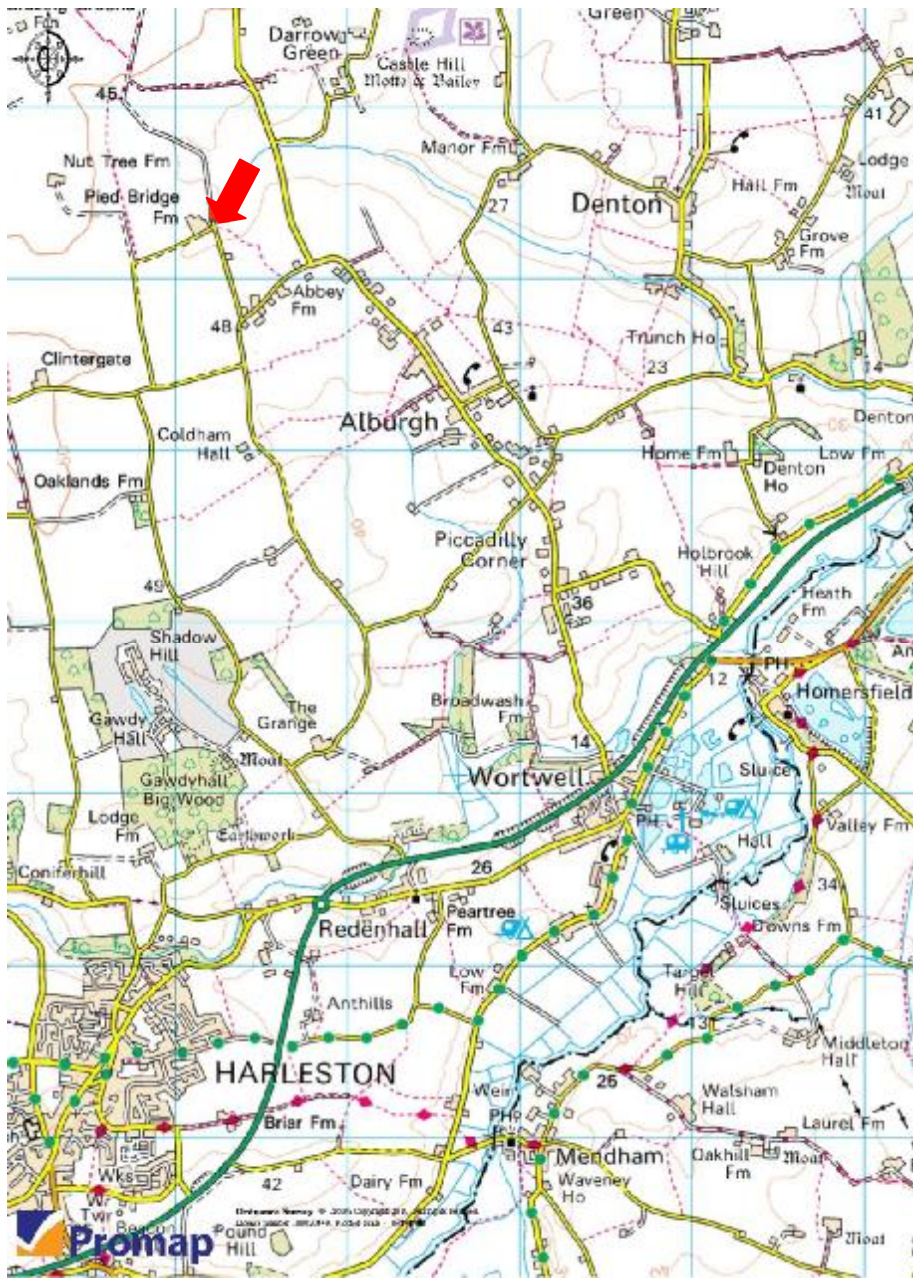 Darrow
Green
Castle Hill
Motte & Bailey
Green
45
41
Nut Tree Fm
Manor Fm
Lodge
Moat
Hall Fm
Pied Bridge
Fm
27
Denton
Grove
Fm
Abbey
Fm
48
43
Trunch Ho
Clintergate
23
14
Alburgh
Denton
Coldham
Hall
Home Fm
Low Fm
Denton
Ho
Oaklands Fm
30
Piccadilly
Corner
Holbrook
Hill
49
36
Heath
Fm
Shadow
Hill
PH
12
Homersfield
The
Grange
Broadwash
Fm
Gawdy
Hall
Moat
14
Gawdyhall
Big Wood
Wortwell
Sluice
Lodge
Fm
Earthwork
PH
Valley Fm
Hall
Coniferhill
26
34
Sluices
Peartree
Fm
Redenhall
Downs Fm
Low
Fm
Target
Hill
Anthills
13
Middleton
Hall
HARLESTON
Weir
25
Walsham
Hall
Briar Fm
PH
Laurel Fm
Mendham
Oakhill
Fm
Moat
Wks
42
Dairy Fm
Waveney
Ho
Wr
Twr
Beacon
Pound
Hill
Moat
Promap